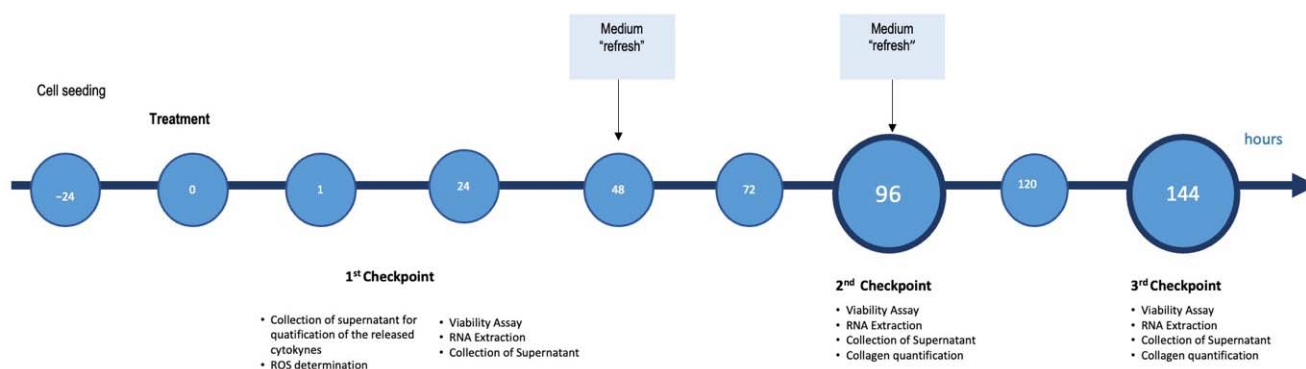 Medium
"refresh"
Medium
"refresh"
Cell seeding
Treatment
hours
−24
0
1
24
48
72
96
120
144
1st Checkpoint
• Collection of supernatant for
quatification of the released
cytokynes
• ROS determination
• Viability Assay
• RNA Extraction
• Collection of Supernatant
2nd Checkpoint
• Viability Assay
• RNA Extraction
• Collection of Supernatant
• Collagen quantification
3rd Checkpoint
• Viability Assay
• RNA Extraction
• Collection of Supernatant
• Collagen quantification